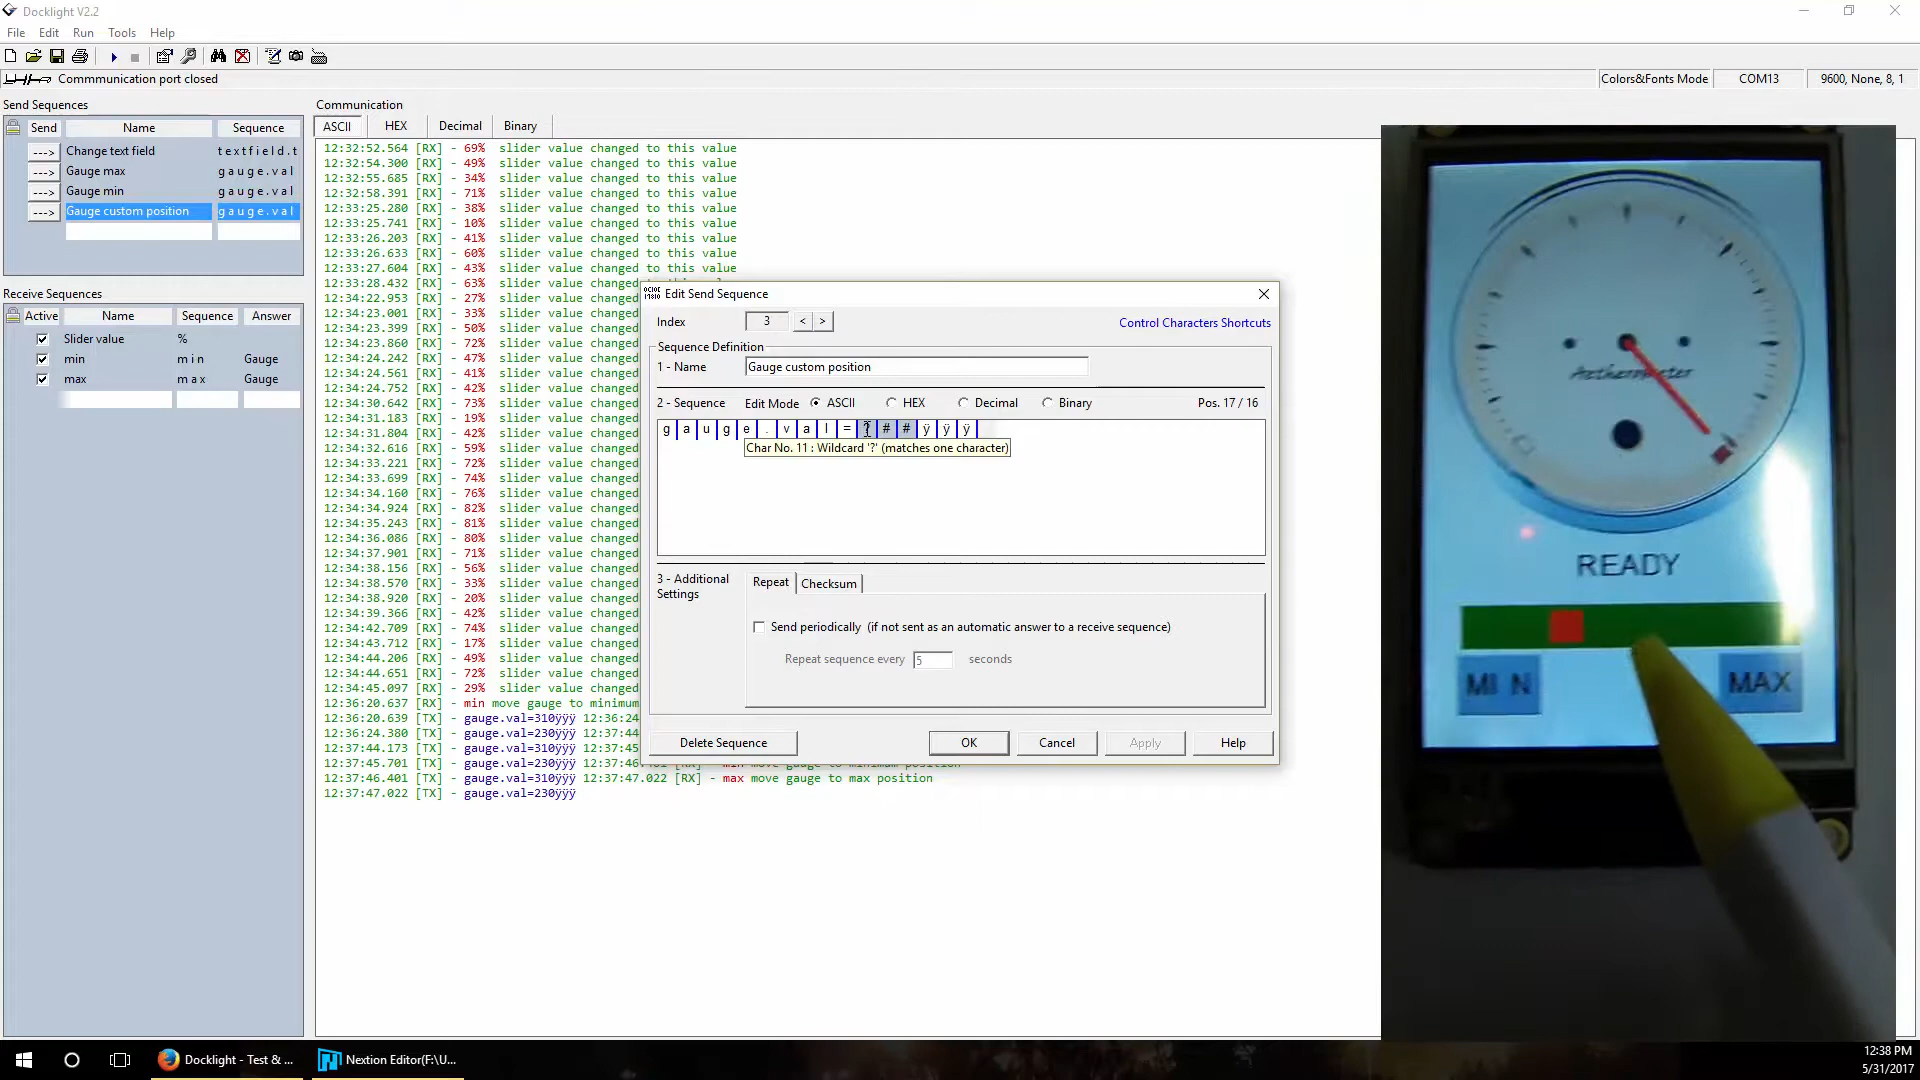 Docklight V2.2
File Edit Run Tools Help
Commmunication port closed
Colors&Fonts Mode COM13 9600, None, 8, 1
Send Sequences
Send Name Sequence
---> Change text field textfield.t
---> Gauge max gauge.val
---> Gauge min gauge.val
---> Gauge custom position gauge.val
Receive Sequences
Active Name Sequence Answer
Slider value %
min min Gauge
max max Gauge
Communication
ASCII HEX Decimal Binary
12:32:52.564 [RX] - 69% slider value changed to this value
12:32:54.300 [RX] - 49% slider value changed to this value
12:32:55.685 [RX] - 34% slider value changed to this value
12:32:58.391 [RX] - 71% slider value changed to this value
12:33:25.280 [RX] - 38% slider value changed to this value
12:33:25.741 [RX] - 10% slider value changed to this value
12:33:26.203 [RX] - 41% slider value changed to this value
12:33:26.633 [RX] - 60% slider value changed to this value
12:33:27.604 [RX] - 43% slider value changed to this value
12:33:28.432 [RX] - 63% slider value changed to this value
12:34:22.953 [RX] - 27% slider value changed
12:34:23.001 [RX] - 33% slider value changed
12:34:23.399 [RX] - 50% slider value changed
12:34:23.860 [RX] - 72% slider value changed
12:34:24.242 [RX] - 47% slider value changed
12:34:24.561 [RX] - 41% slider value changed
12:34:24.752 [RX] - 42% slider value changed
12:34:30.642 [RX] - 73% slider value changed
12:34:31.183 [RX] - 19% slider value changed
12:34:31.804 [RX] - 42% slider value changed
12:34:32.616 [RX] - 59% slider value changed
12:34:33.221 [RX] - 72% slider value changed
12:34:33.699 [RX] - 74% slider value changed
12:34:34.160 [RX] - 76% slider value changed
12:34:34.924 [RX] - 82% slider value changed
12:34:35.243 [RX] - 81% slider value changed
12:34:36.086 [RX] - 80% slider value changed
12:34:37.901 [RX] - 71% slider value changed
12:34:38.156 [RX] - 56% slider value changed
12:34:38.570 [RX] - 33% slider value changed
12:34:38.920 [RX] - 20% slider value changed
12:34:39.366 [RX] - 42% slider value changed
12:34:42.709 [RX] - 74% slider value changed
12:34:43.712 [RX] - 17% slider value changed
12:34:44.206 [RX] - 49% slider value changed
12:34:44.651 [RX] - 72% slider value changed
12:34:45.097 [RX] - 29% slider value changed
12:36:20.637 [RX] - min move gauge to minimum
12:36:20.639 [TX] - gauge.val=310ÿÿÿ 12:36:24
12:36:24.380 [TX] - gauge.val=230ÿÿÿ 12:37:44
12:37:44.173 [TX] - gauge.val=310ÿÿÿ 12:37:45
12:37:45.701 [TX] - gauge.val=230ÿÿÿ 12:37:46. [RX] - min move gauge to minimum position
12:37:46.401 [TX] - gauge.val=310ÿÿÿ 12:37:47.022 [RX] - max move gauge to max position
12:37:47.022 [TX] - gauge.val=230ÿÿÿ
Edit Send Sequence
Index 3 < >
Control Characters Shortcuts
Sequence Definition
1 - Name Gauge custom position
2 - Sequence Edit Mode ASCII HEX Decimal Binary Pos. 17 / 16
gauge.val=?##ÿÿÿ
Char No. 11 : Wildcard '?' (matches one character)
3 - Additional Settings
Repeat Checksum
Send periodically (if not sent as an automatic answer to a receive sequence)
Repeat sequence every 5 seconds
Delete Sequence OK Cancel Apply Help
Aethermeter
READY
MIN MAX
Docklight - Test & ...
Nextion Editor(F:\U...
12:38 PM
5/31/2017